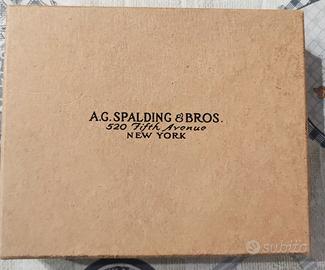 A.G. SPALDING & BROS.
520 Fifth Avenue
NEW YORK
subito